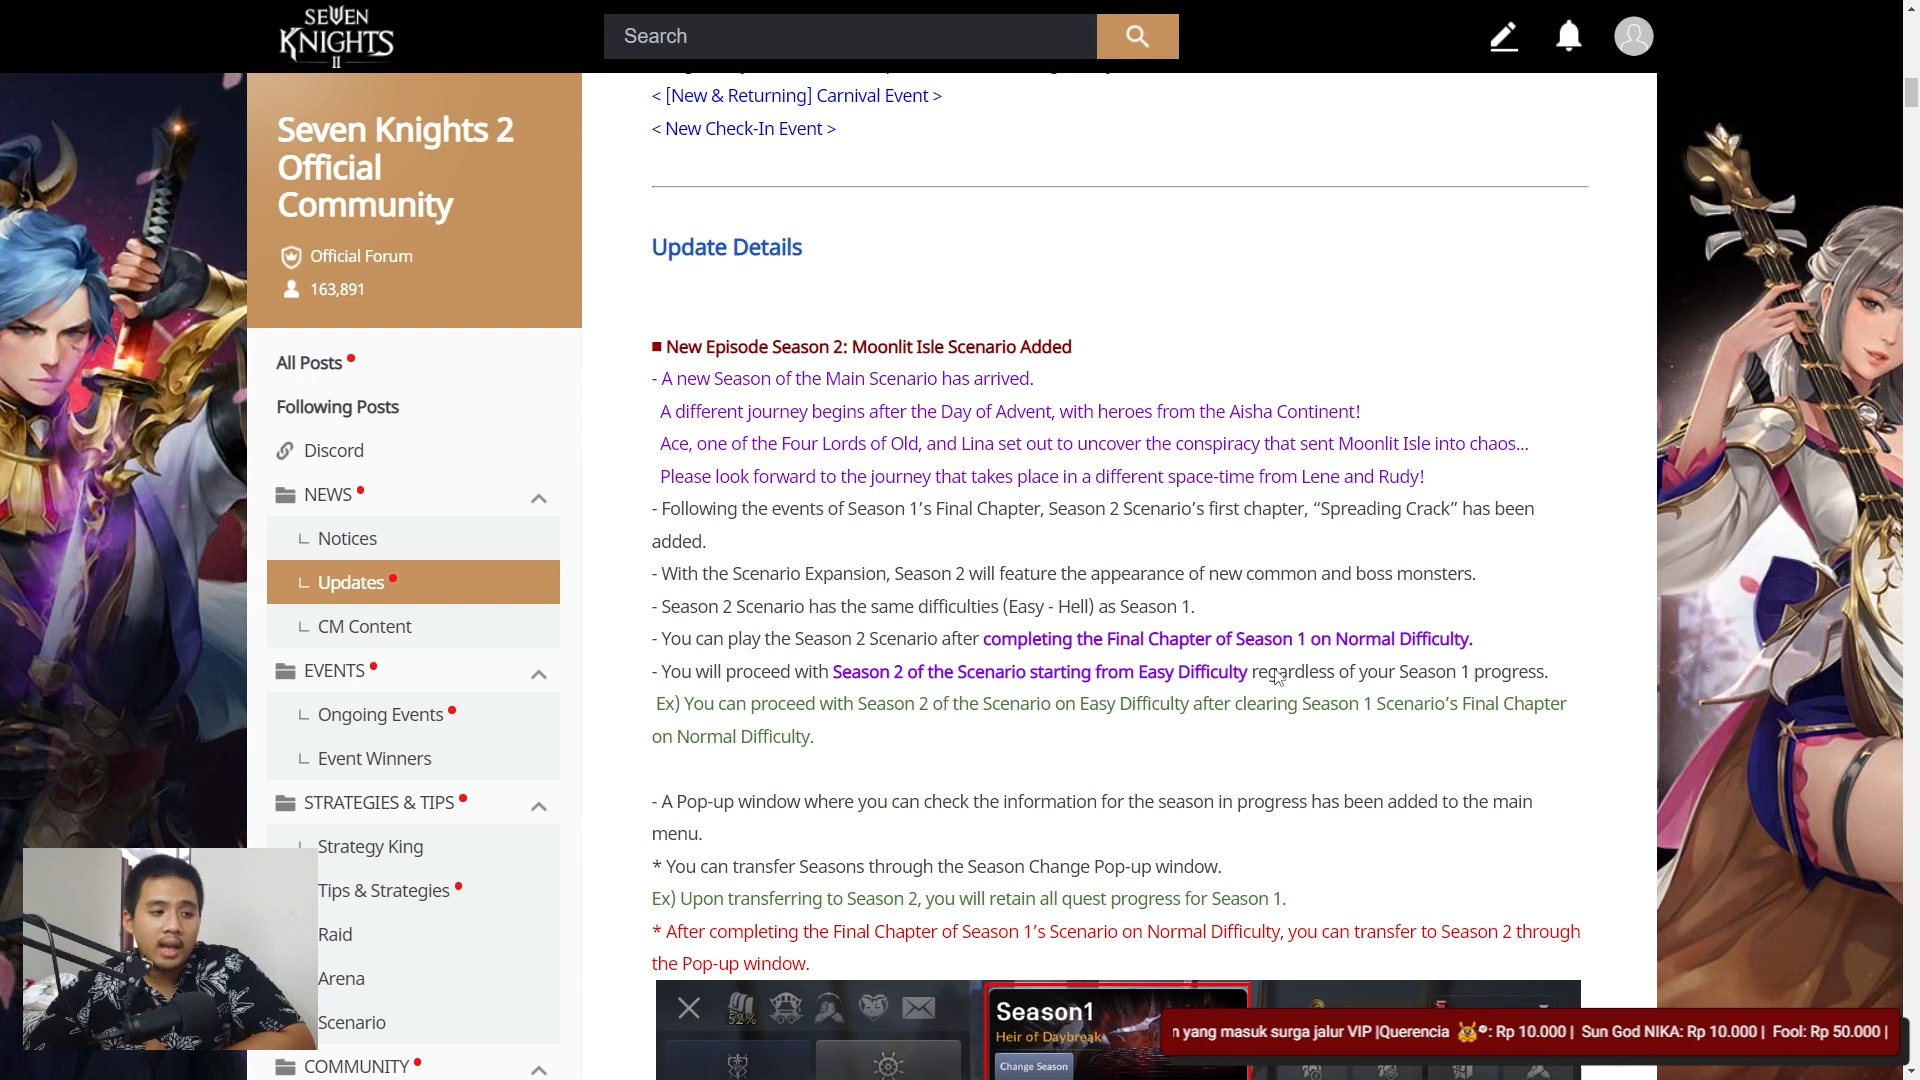 SEVEN
KNIGHTS
II
Search
< [New & Returning] Carnival Event >
< New Check-In Event >
Seven Knights 2
Official
Community
Official Forum
163,891
All Posts
Following Posts
Discord
NEWS
Notices
Updates
CM Content
EVENTS
Ongoing Events
Event Winners
STRATEGIES & TIPS
Strategy King
Tips & Strategies
Raid
Arena
Scenario
COMMUNITY
Update Details
■ New Episode Season 2: Moonlit Isle Scenario Added
- A new Season of the Main Scenario has arrived.
A different journey begins after the Day of Advent, with heroes from the Aisha Continent!
Ace, one of the Four Lords of Old, and Lina set out to uncover the conspiracy that sent Moonlit Isle into chaos...
Please look forward to the journey that takes place in a different space-time from Lene and Rudy!
- Following the events of Season 1’s Final Chapter, Season 2 Scenario’s first chapter, “Spreading Crack” has been
added.
- With the Scenario Expansion, Season 2 will feature the appearance of new common and boss monsters.
- Season 2 Scenario has the same difficulties (Easy - Hell) as Season 1.
- You can play the Season 2 Scenario after completing the Final Chapter of Season 1 on Normal Difficulty.
- You will proceed with Season 2 of the Scenario starting from Easy Difficulty regardless of your Season 1 progress.
Ex) You can proceed with Season 2 of the Scenario on Easy Difficulty after clearing Season 1 Scenario’s Final Chapter
on Normal Difficulty.
- A Pop-up window where you can check the information for the season in progress has been added to the main
menu.
* You can transfer Seasons through the Season Change Pop-up window.
Ex) Upon transferring to Season 2, you will retain all quest progress for Season 1.
* After completing the Final Chapter of Season 1’s Scenario on Normal Difficulty, you can transfer to Season 2 through
the Pop-up window.
52%
Season1
Heir of Daybreak
Change Season
n yang masuk surga jalur VIP |Querencia : Rp 10.000 | Sun God NIKA: Rp 10.000 | Fool: Rp 50.000 |